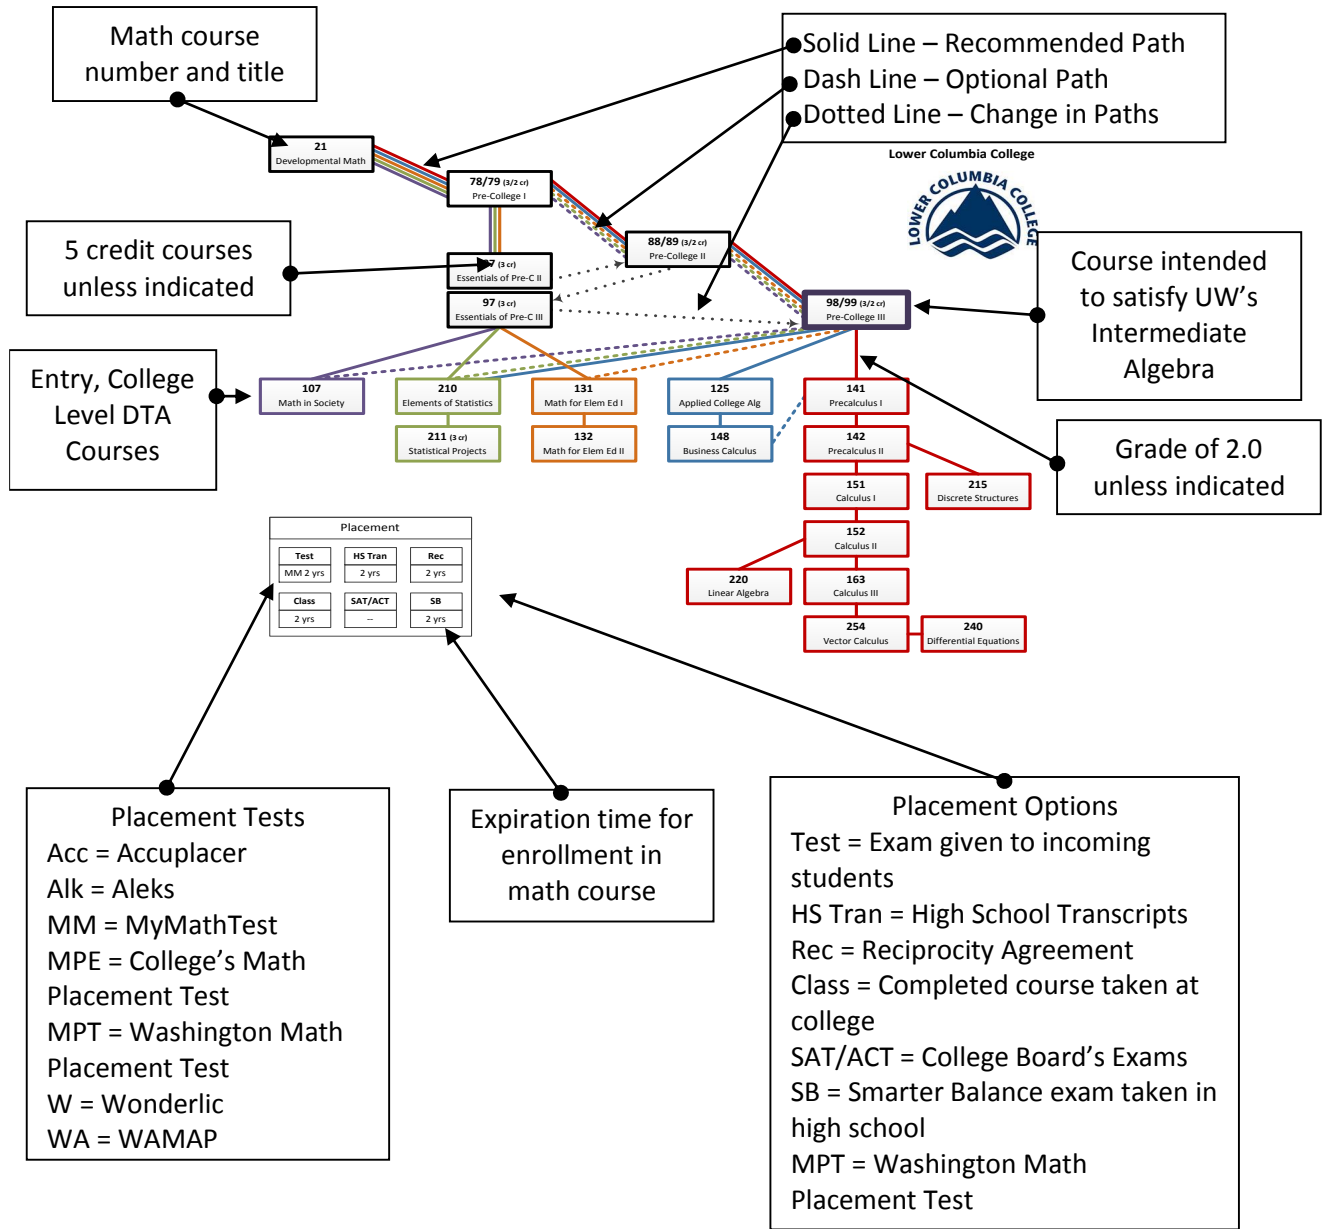 Math course
number and title
Solid Line – Recommended Path
Dash Line – Optional Path
Dotted Line – Change in Paths
Lower Columbia College
LOWER COLUMBIA COLLEGE
21
Developmental Math
78/79 (3/2 cr)
Pre-College I
88/89 (3/2 cr)
Pre-College II
5 credit courses
unless indicated
7 (3 cr)
Essentials of Pre-C II
97 (3 cr)
Essentials of Pre-C III
98/99 (3/2 cr)
Pre-College III
Course intended
to satisfy UW’s
Intermediate
Algebra
Entry, College
Level DTA
Courses
107
Math in Society
210
Elements of Statistics
131
Math for Elem Ed I
125
Applied College Alg
141
Precalculus I
211 (3 cr)
Statistical Projects
132
Math for Elem Ed II
148
Business Calculus
142
Precalculus II
Grade of 2.0
unless indicated
151
Calculus I
215
Discrete Structures
152
Calculus II
220
Linear Algebra
163
Calculus III
254
Vector Calculus
240
Differential Equations
Placement
Test
MM 2 yrs
HS Tran
2 yrs
Rec
2 yrs
Class
2 yrs
SAT/ACT
--
SB
2 yrs
Placement Tests
Acc = Accuplacer
Alk = Aleks
MM = MyMathTest
MPE = College’s Math
Placement Test
MPT = Washington Math
Placement Test
W = Wonderlic
WA = WAMAP
Expiration time for
enrollment in
math course
Placement Options
Test = Exam given to incoming
students
HS Tran = High School Transcripts
Rec = Reciprocity Agreement
Class = Completed course taken at
college
SAT/ACT = College Board’s Exams
SB = Smarter Balance exam taken in
high school
MPT = Washington Math
Placement Test